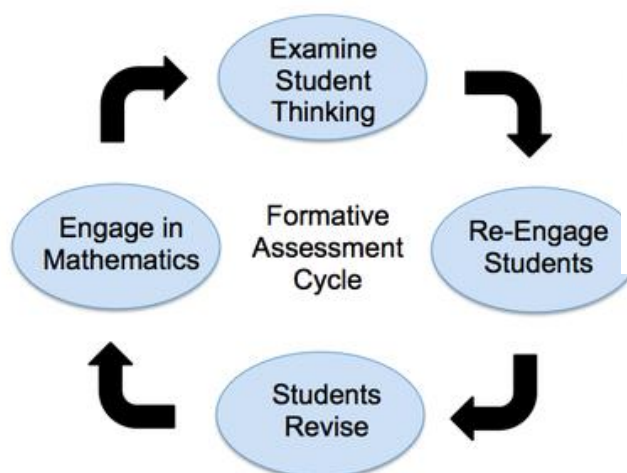 Examine
Student
Thinking
Engage in
Mathematics
Formative
Assessment
Cycle
Re-Engage
Students
Students
Revise